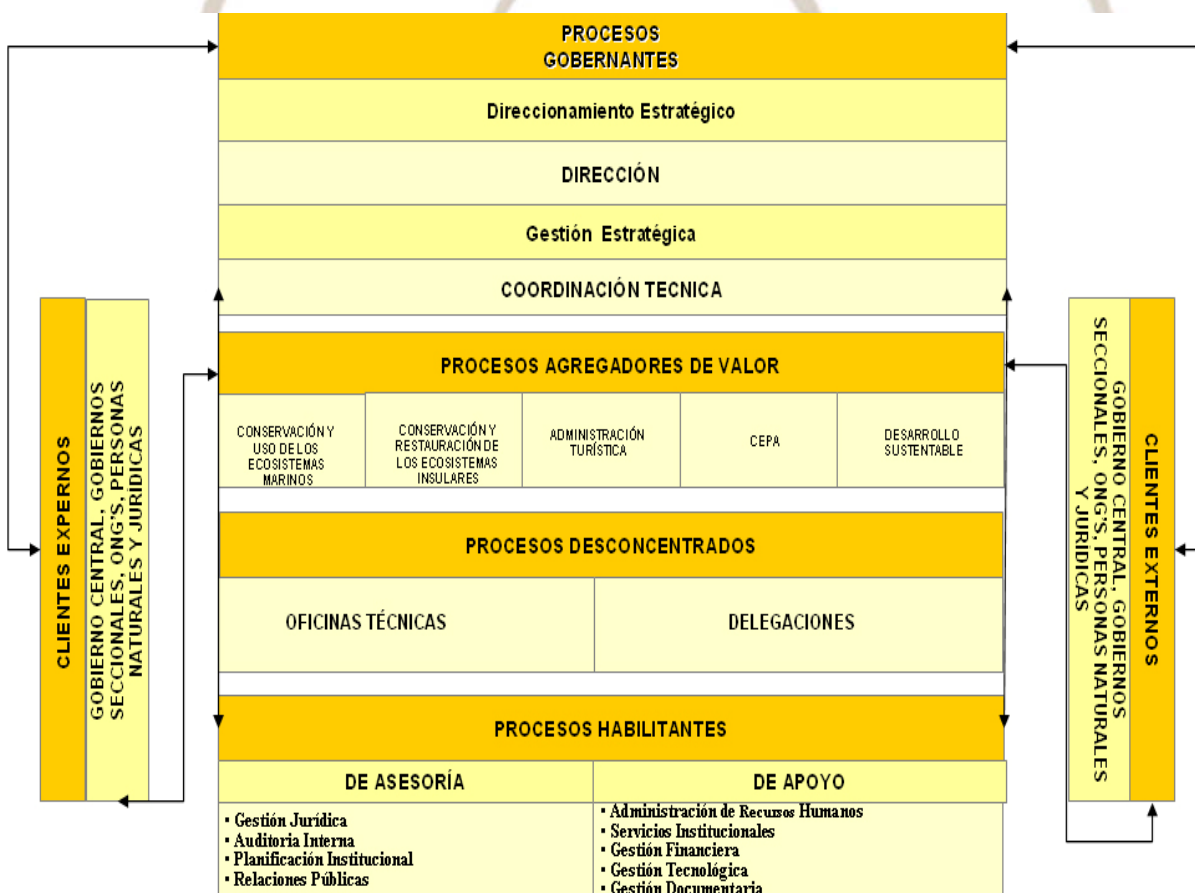 PROCESOS
GOBERNANTES
Direccionamiento Estratégico
DIRECCIÓN
Gestión Estratégica
COORDINACIÓN TECNICA
PROCESOS AGREGADORES DE VALOR
CONSERVACIÓN Y
USO DE LOS
ECOSISTEMAS
MARINOS
CONSERVACIÓN Y
RESTAURACIÓN DE
LOS ECOSISTEMAS
INSULARES
ADMINISTRACIÓN
TURÍSTICA
CEPA
DESARROLLO
SUSTENTABLE
PROCESOS DESCONCENTRADOS
OFICINAS TÉCNICAS
DELEGACIONES
PROCESOS HABILITANTES
DE ASESORÍA
DE APOYO
▪ Gestión Jurídica
▪ Auditoria Interna
▪ Planificación Institucional
▪ Relaciones Públicas
▪ Administración de Recursos Humanos
▪ Servicios Institucionales
▪ Gestión Financiera
▪ Gestión Tecnológica
▪ Gestión Documentaria
CLIENTES EXPERNOS
GOBIERNO CENTRAL, GOBIERNOS
SECCIONALES, ONG'S, PERSONAS
NATURALES Y JURÍDICAS
CLIENTES EXTERNOS
GOBIERNO CENTRAL, GOBIERNOS
SECCIONALES, ONG'S, PERSONAS NATURALES
Y JURÍDICAS